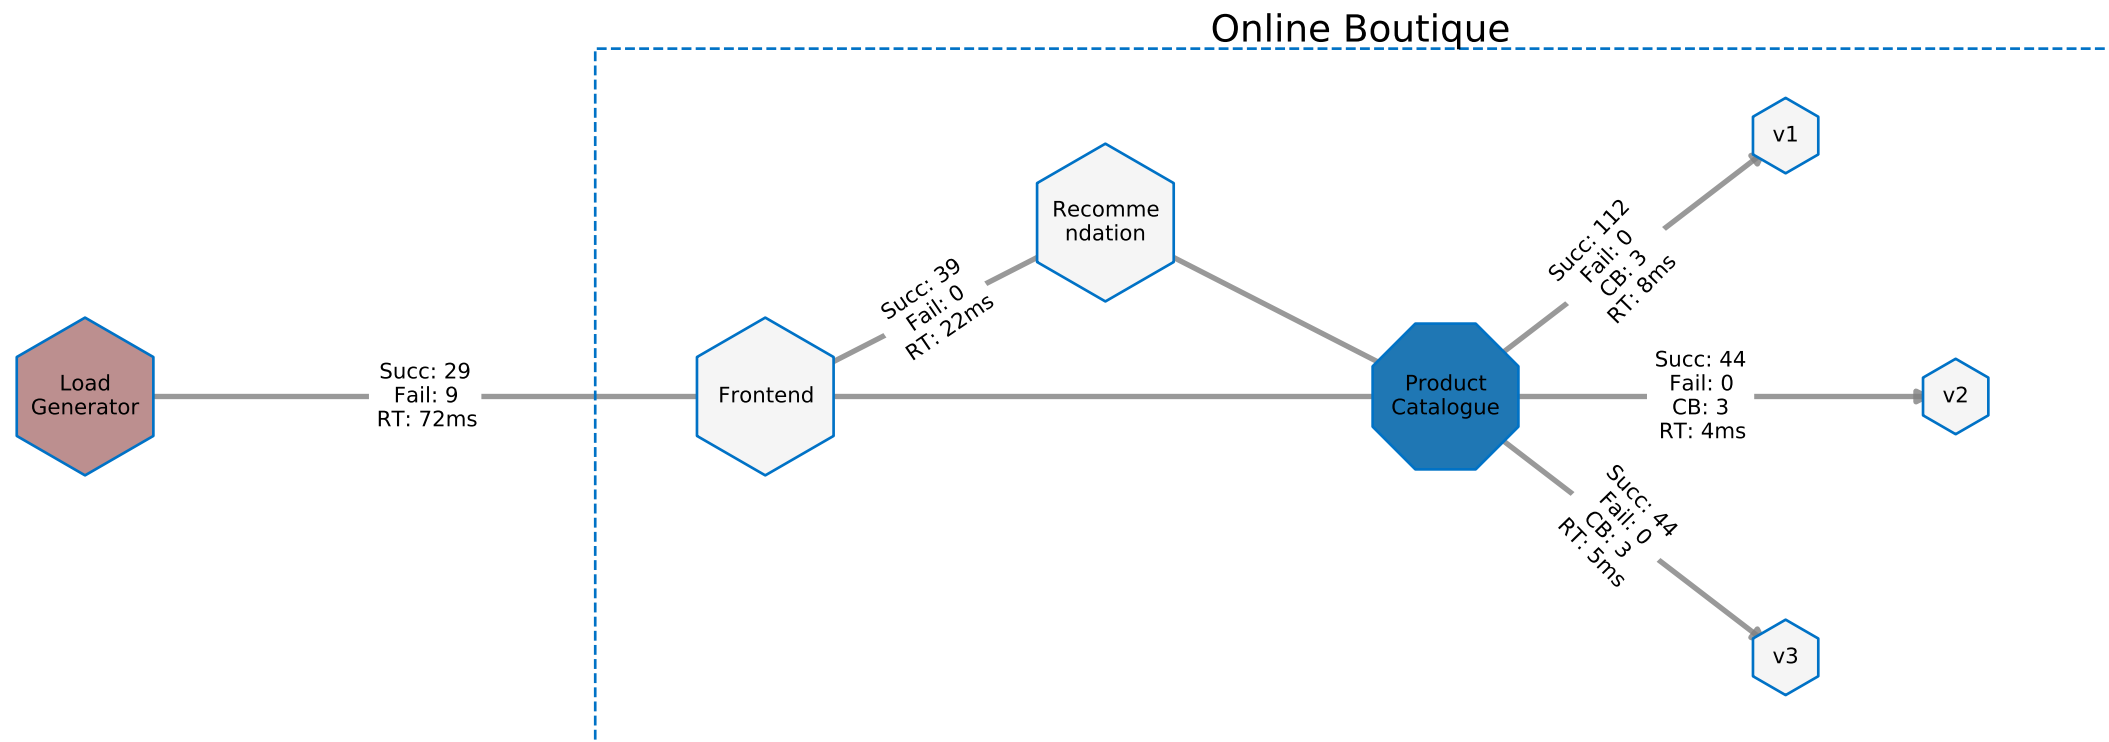 Online Boutique
Load
Generator
Succ: 29
Fail: 9
RT: 72ms
Frontend
Succ: 39
Fail: 0
RT: 22ms
Recomme
ndation
Product
Catalogue
Succ: 112
Fail: 0
CB: 3
RT: 8ms
v1
Succ: 44
Fail: 0
CB: 3
RT: 4ms
v2
Succ: 44
Fail: 0
CB: 3
RT: 5ms
v3